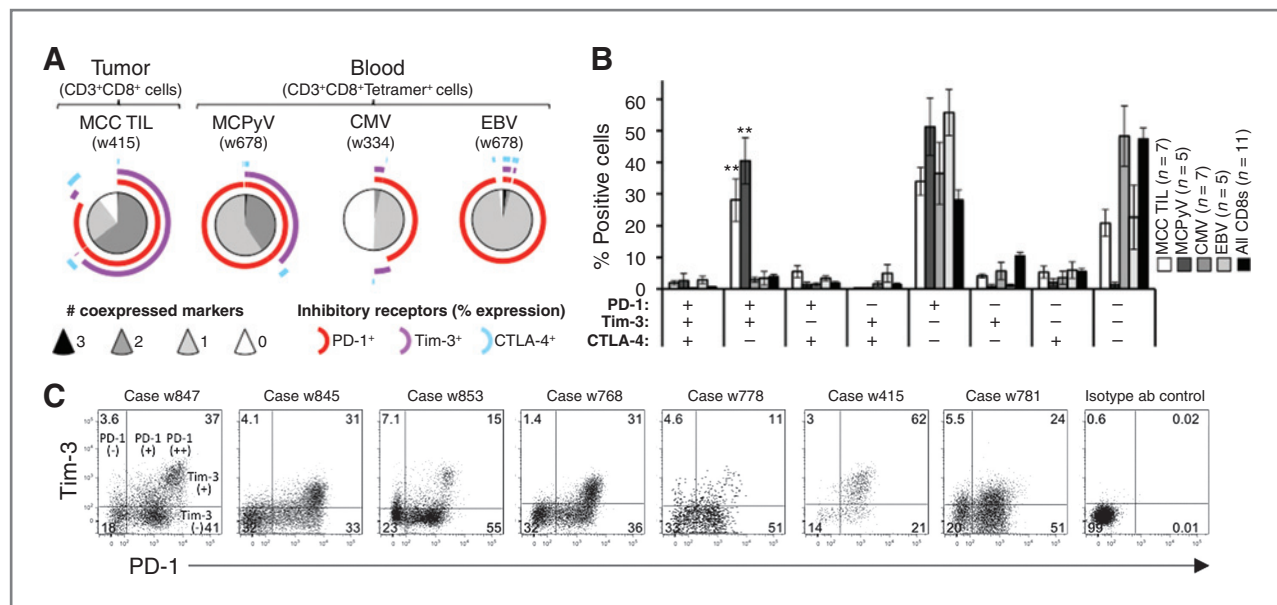 A
Tumor
(CD3⁺CD8⁺ cells)
Blood
(CD3⁺CD8⁺Tetramer⁺ cells)
MCC TIL
(w415)
MCPyV
(w678)
CMV
(w334)
EBV
(w678)
# coexpressed markers
3 2 1 0
Inhibitory receptors (% expression)
PD-1⁺ Tim-3⁺ CTLA-4⁺
B
% Positive cells
60
50
40
30
20
10
0
** **
PD-1: + + + − + − − −
Tim-3: + + − + − + − −
CTLA-4: + − + + − − + −
MCC TIL (n = 7)
MCPyV (n = 5)
CMV (n = 7)
EBV (n = 5)
All CD8s (n = 11)
C
Case w847 Case w845 Case w853 Case w768 Case w778 Case w415 Case w781 Isotype ab control
3.6 37 4.1 31 7.1 15 1.4 31 4.6 11 3 62 5.5 24 0.6 0.02
PD-1 PD-1 PD-1
(-) (+) (++)
Tim-3
(+)
Tim-3
(-)
41 33 23 55 32 36 33 51 14 21 20 51 99 0.01
Tim-3
PD-1